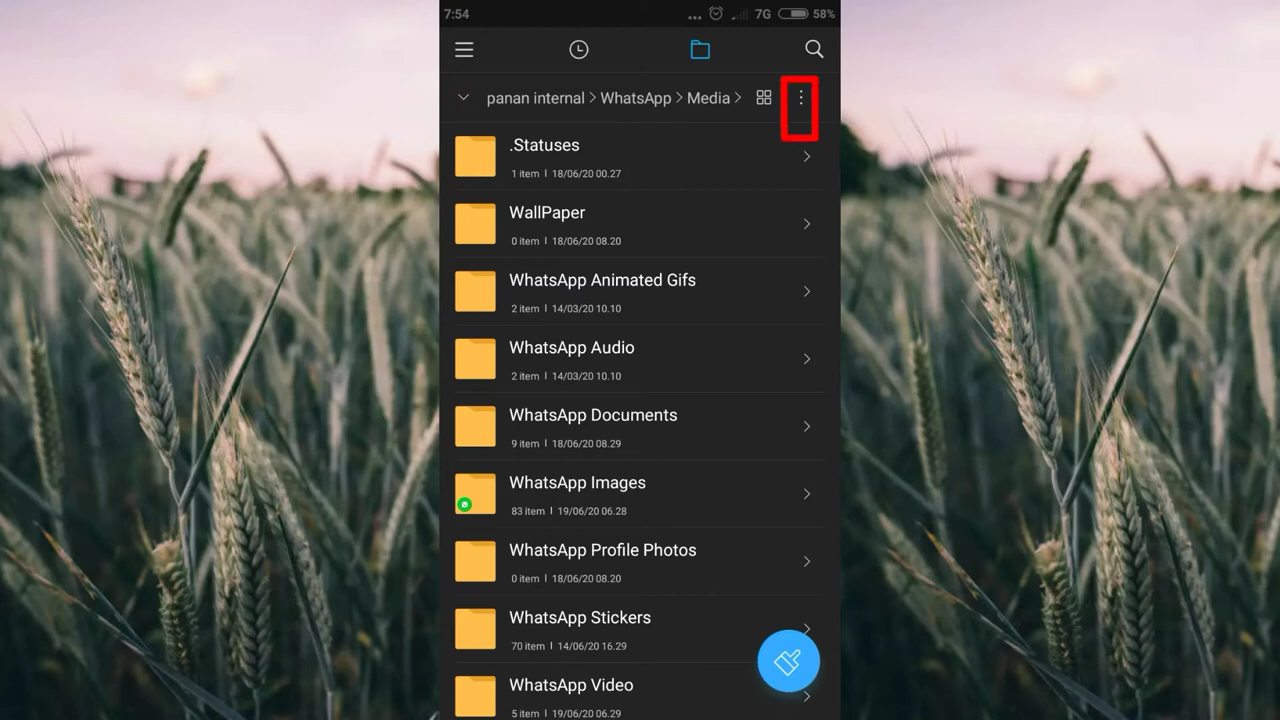 7:54
7G
58%
panan internal > WhatsApp > Media >
.Statuses
1 item | 18/06/20 00.27
WallPaper
0 item | 18/06/20 08.20
WhatsApp Animated Gifs
2 item | 14/03/20 10.10
WhatsApp Audio
2 item | 14/03/20 10.10
WhatsApp Documents
9 item | 18/06/20 08.29
WhatsApp Images
83 item | 19/06/20 06.28
WhatsApp Profile Photos
0 item | 18/06/20 08.20
WhatsApp Stickers
70 item | 14/06/20 16.29
WhatsApp Video
5 item | 19/06/20 06.29